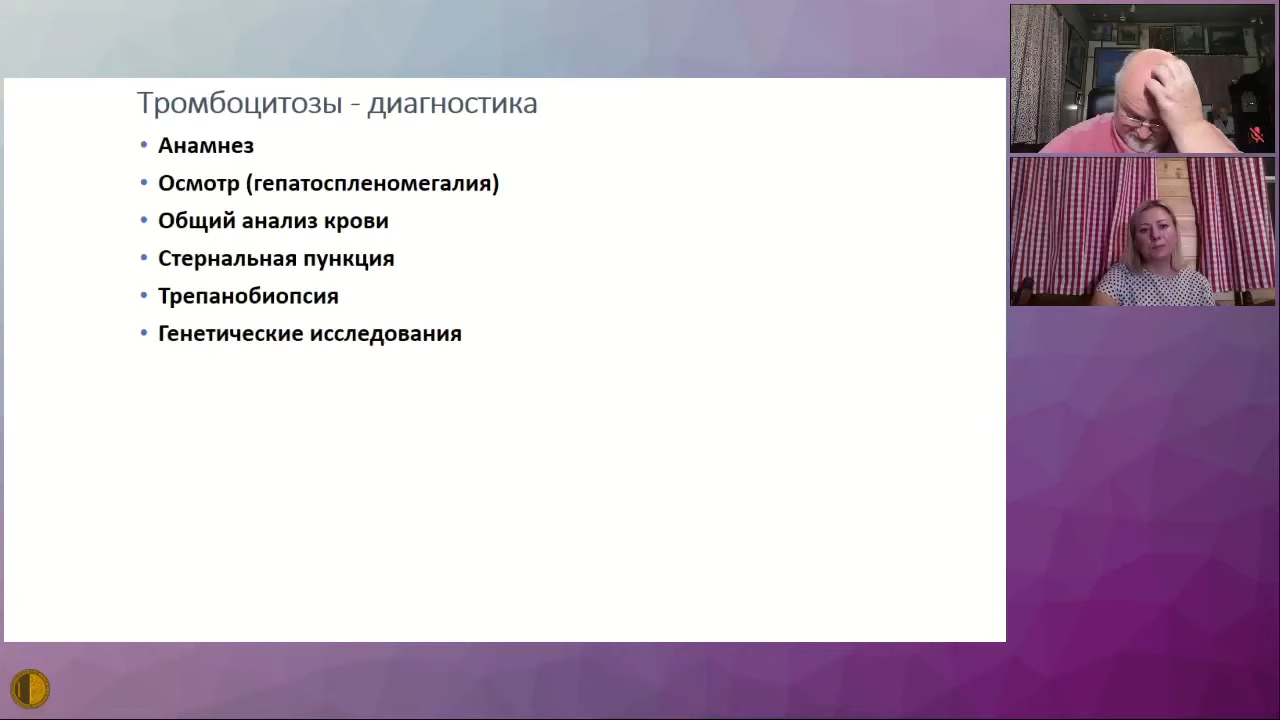 Тромбоцитозы - диагностика
• Анамнез
• Осмотр (гепатоспленомегалия)
• Общий анализ крови
• Стернальная пункция
• Трепанобиопсия
• Генетические исследования